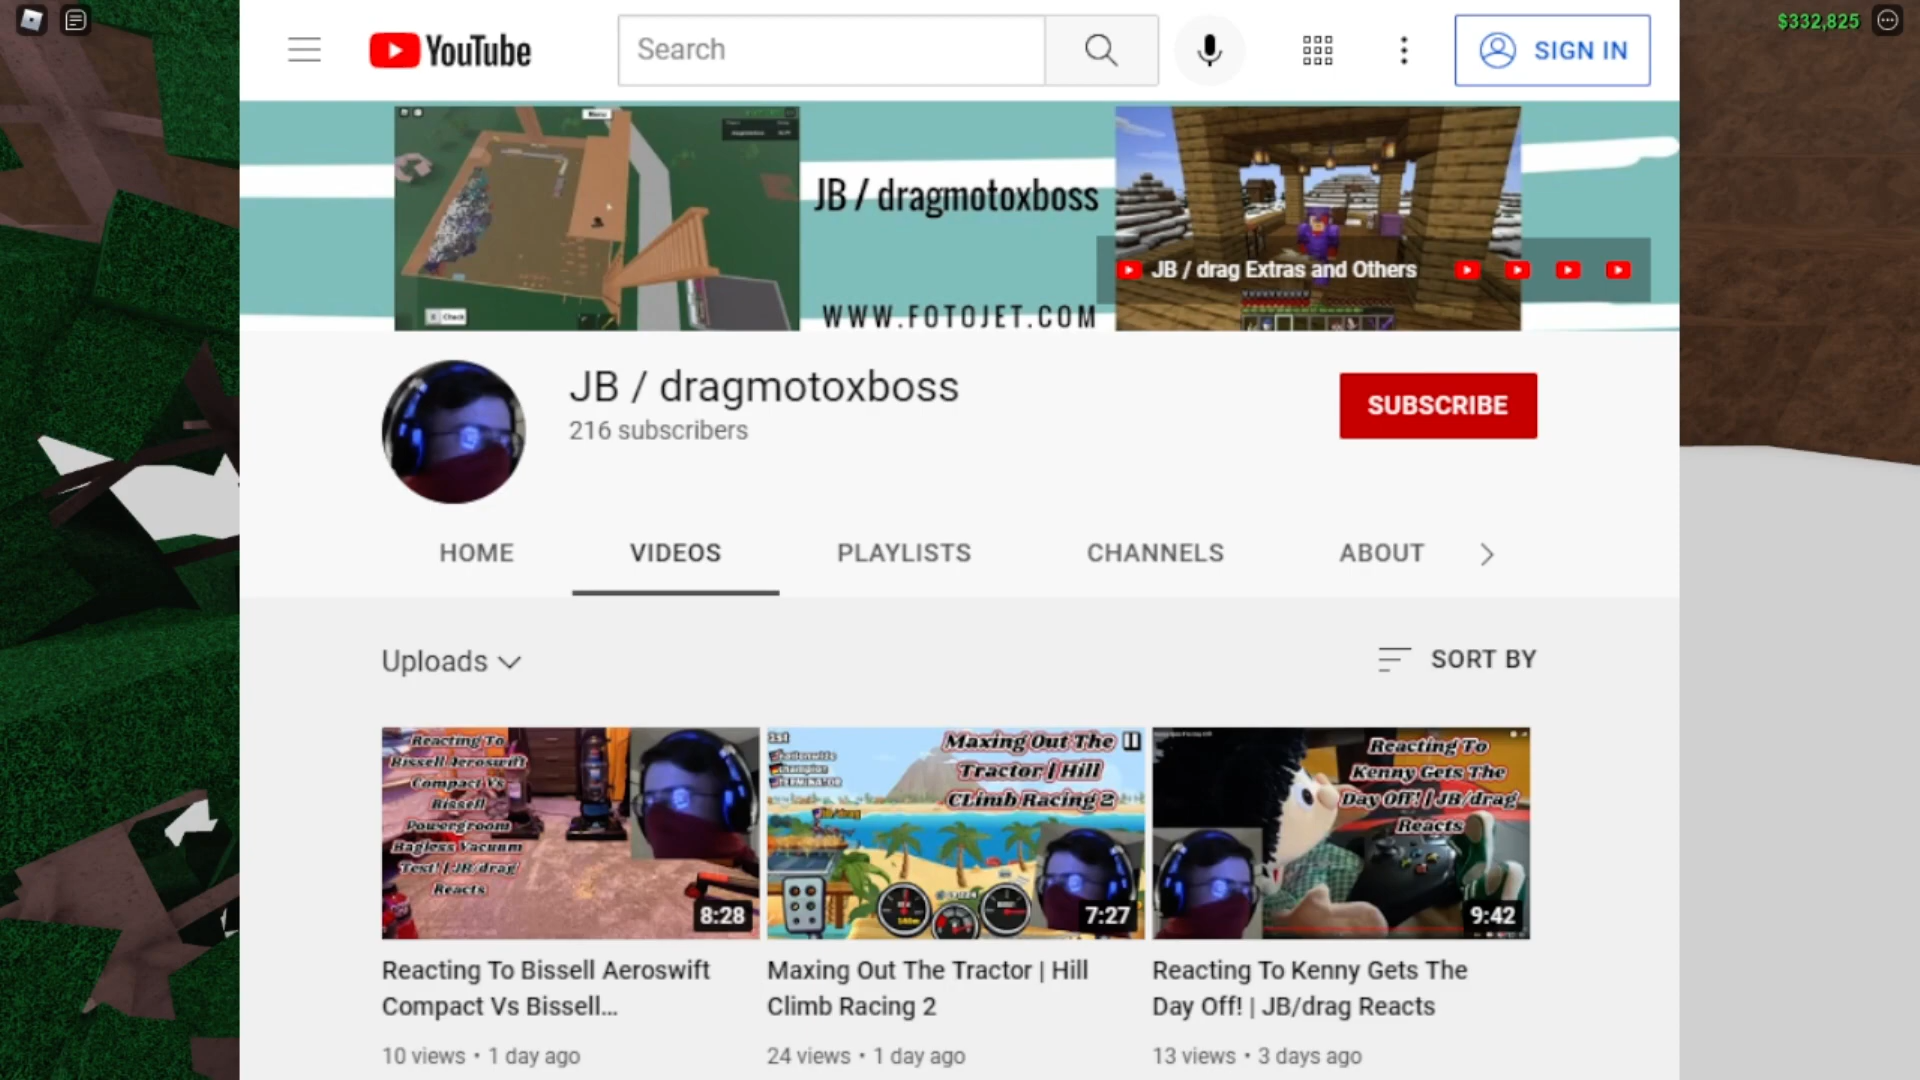 $332,825
YouTube
Search
SIGN IN
JB / dragmotoxboss
WWW.FOTOJET.COM
JB / drag Extras and Others
JB / dragmotoxboss
216 subscribers
SUBSCRIBE
HOME
VIDEOS
PLAYLISTS
CHANNELS
ABOUT
Uploads
SORT BY
Reacting To
Bissell Aeroswift
Compact Vs
Bissell
Powergroom
Bagless Vacuum
Test! | JB/drag
Reacts
8:28
1st
Maxing Out The
Tractor | Hill
CLimb Racing 2
7:27
Reacting To
Kenny Gets The
Day Off! | JB/drag
Reacts
9:42
Reacting To Bissell Aeroswift
Compact Vs Bissell...
10 views • 1 day ago
Maxing Out The Tractor | Hill
Climb Racing 2
24 views • 1 day ago
Reacting To Kenny Gets The
Day Off! | JB/drag Reacts
13 views • 3 days ago